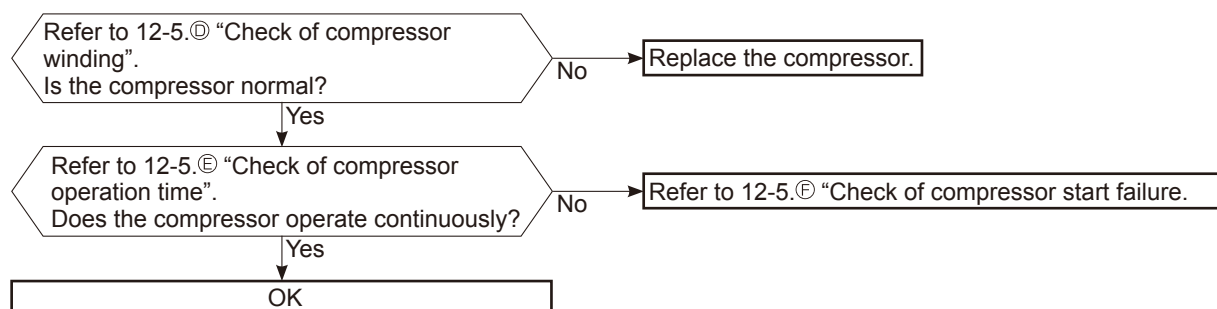 Refer to 12-5.Ⓓ “Check of compressor
winding”.
Is the compressor normal?
No
Replace the compressor.
Yes
Refer to 12-5.Ⓔ “Check of compressor
operation time”.
Does the compressor operate continuously?
No
Refer to 12-5.Ⓕ “Check of compressor start failure.
Yes
OK